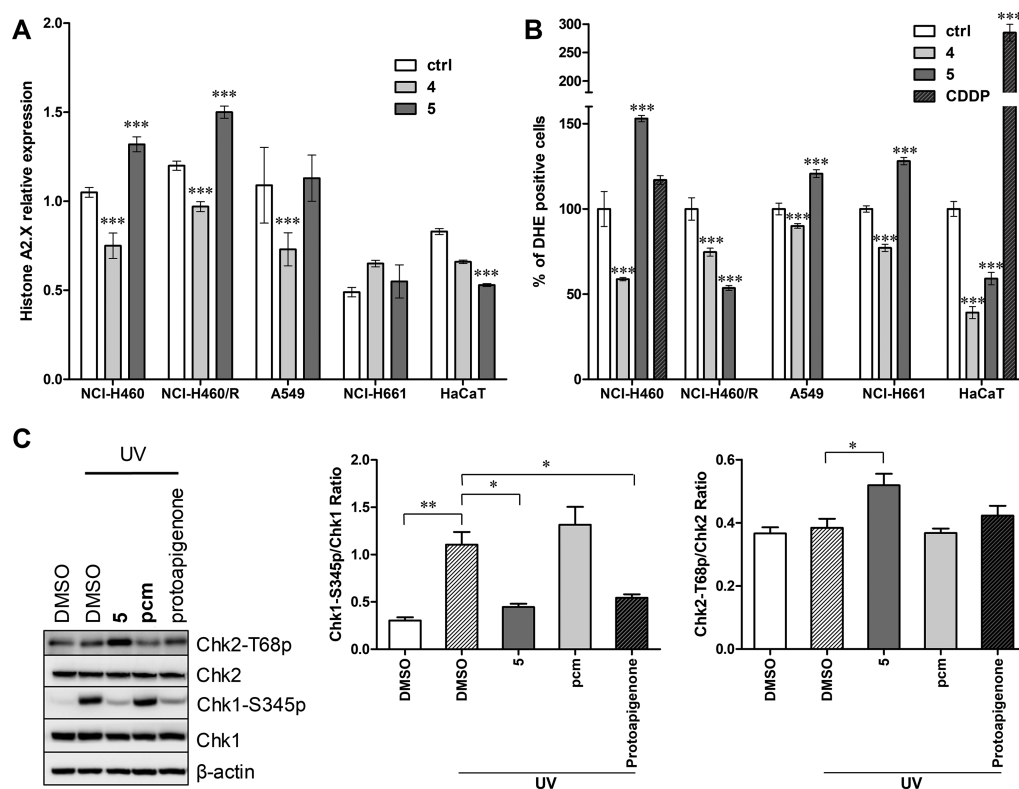 A
Histone A2.X relative expression
2.0
1.5
1.0
0.5
0.0
ctrl
4
5
***
***
***
***
***
***
NCI-H460
NCI-H460/R
A549
NCI-H661
HaCaT
B
% of DHE positive cells
300
250
200
150
100
50
0
ctrl
4
5
CDDP
***
***
***
***
***
***
***
***
***
***
***
NCI-H460
NCI-H460/R
A549
NCI-H661
HaCaT
C
UV
DMSO
DMSO
5
pcm
protoapigenone
Chk2-T68p
Chk2
Chk1-S345p
Chk1
β-actin
Chk1-S345p/Chk1 Ratio
2.0
1.5
1.0
0.5
0.0
**
*
*
DMSO
DMSO
5
pcm
Protoapigenone
UV
Chk2-T68p/Chk2 Ratio
0.6
0.4
0.2
0.0
*
DMSO
DMSO
5
pcm
Protoapigenone
UV